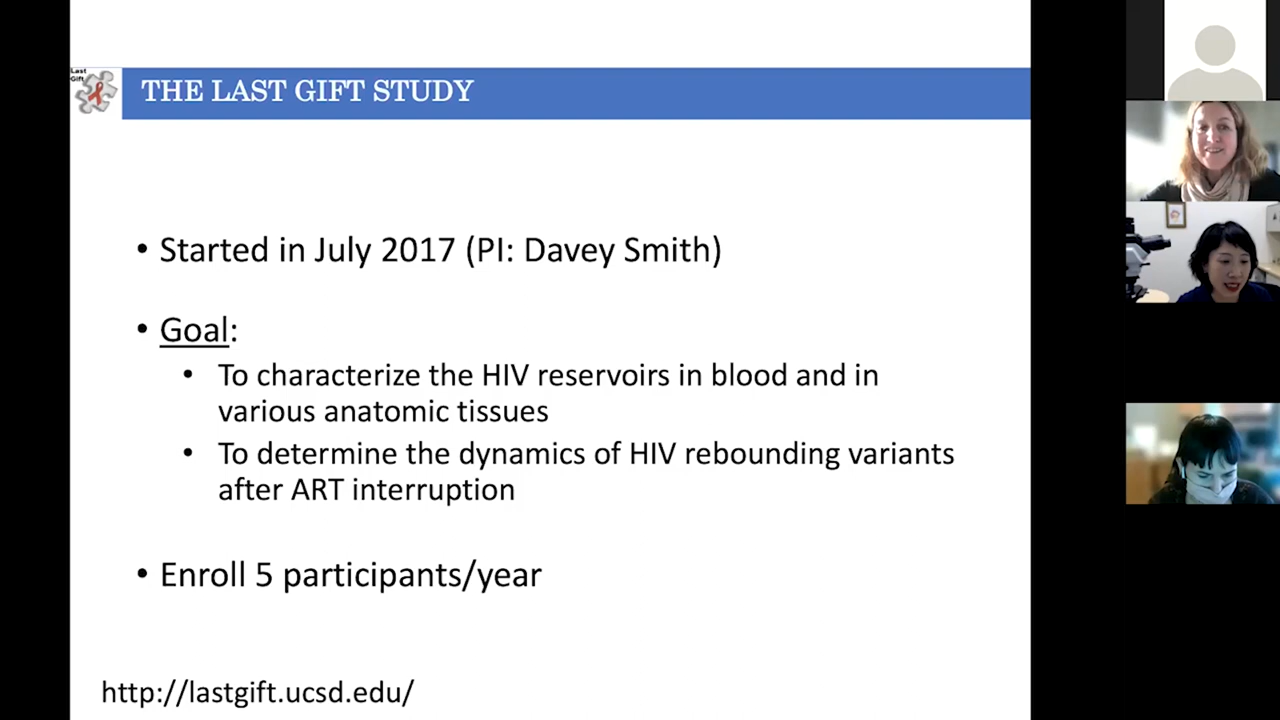 Last
Gift
THE LAST GIFT STUDY
• Started in July 2017 (PI: Davey Smith)
• Goal:
• To characterize the HIV reservoirs in blood and in
various anatomic tissues
• To determine the dynamics of HIV rebounding variants
after ART interruption
• Enroll 5 participants/year
http://lastgift.ucsd.edu/